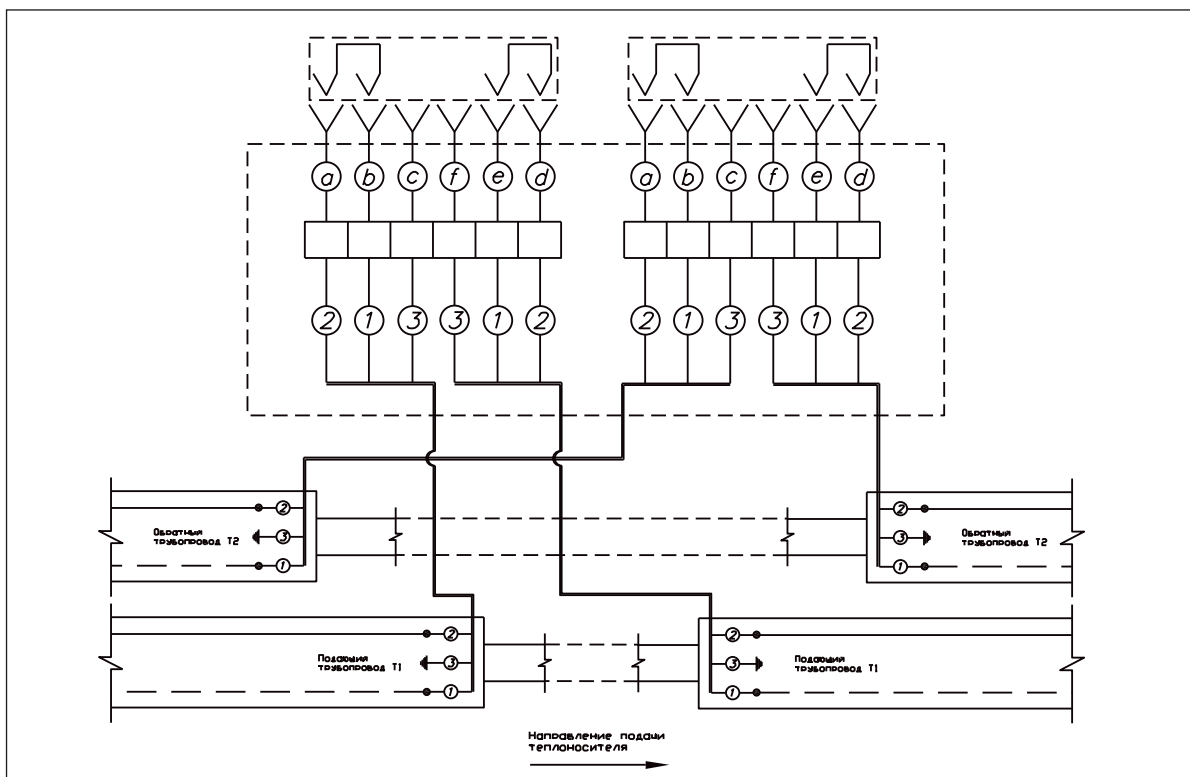 a b c f e d a b c f e d
2 1 3 3 1 2 2 1 3 3 1 2
2
Обратный
трубопровод Т2
3
1
2
3
Обратный
трубопровод Т2
1
2
Подающий
трубопровод Т1
3
1
2
3
Подающий
трубопровод Т1
1
Направление подачи
теплоносителя